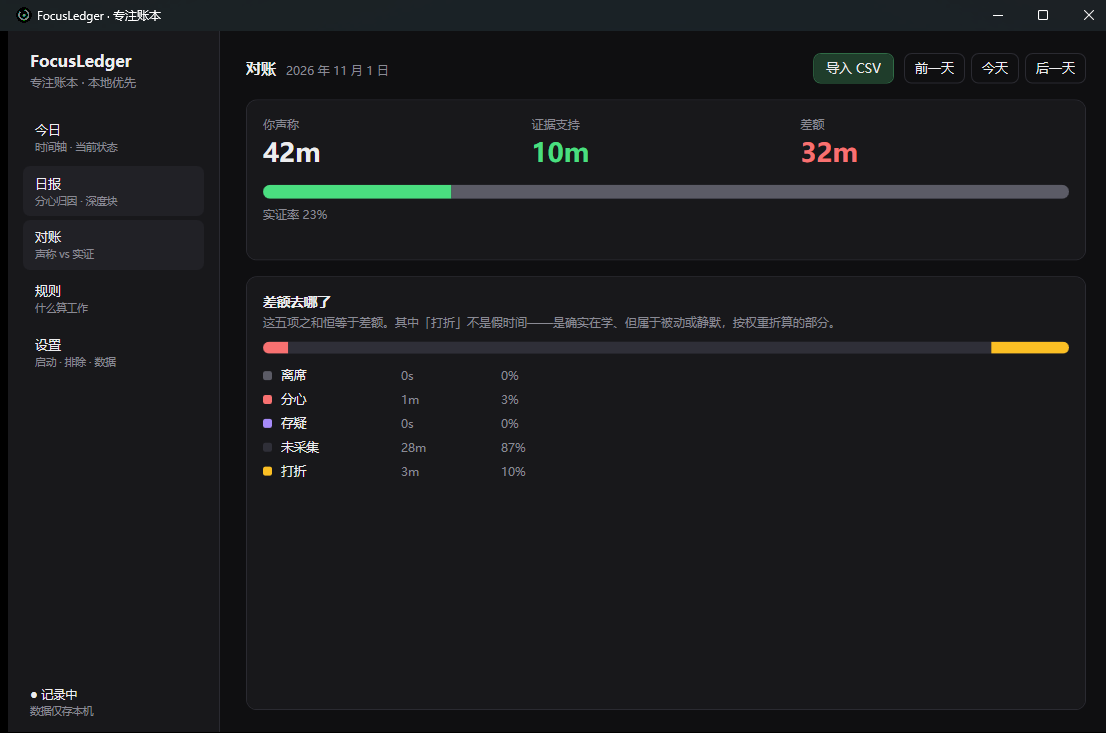 FocusLedger · 专注账本
FocusLedger
专注账本 · 本地优先
今日
时间轴 · 当前状态
日报
分心归因 · 深度块
对账
声称 vs 实证
规则
什么算工作
设置
启动 · 排除 · 数据
● 记录中
数据仅存本机
对账 2026 年 11 月 1 日
导入 CSV 前一天 今天 后一天
你声称 证据支持 差额
42m 10m 32m
实证率 23%
差额去哪了
这五项之和恒等于差额。其中「打折」不是假时间——是确实在学、但属于被动或静默，按权重折算的部分。
离席 0s 0%
分心 1m 3%
存疑 0s 0%
未采集 28m 87%
打折 3m 10%